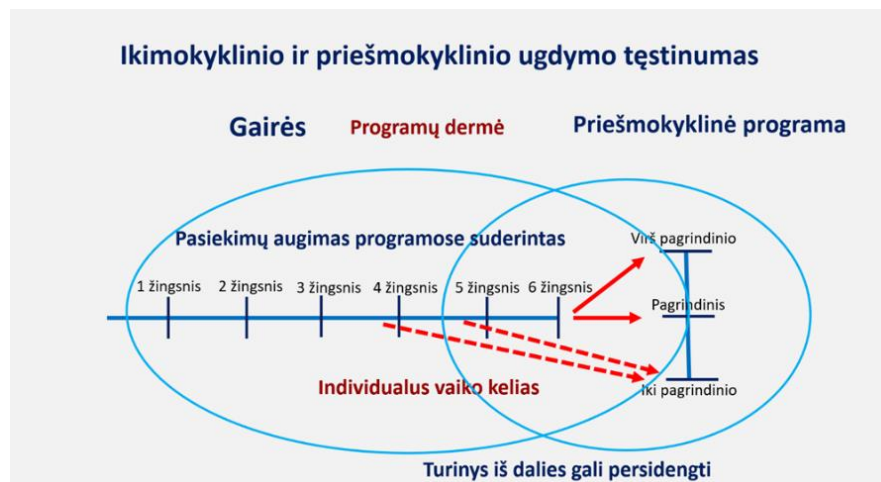 Ikimokyklinio ir priešmokyklinio ugdymo tęstinumas
Gairės
Programų dermė
Priešmokyklinė programa
Pasiekimų augimas programose suderintas
Virš pagrindinio
1 žingsnis
2 žingsnis
3 žingsnis
4 žingsnis
5 žingsnis
6 žingsnis
Pagrindinis
Individualus vaiko kelias
Iki pagrindinio
Turinys iš dalies gali persidengti